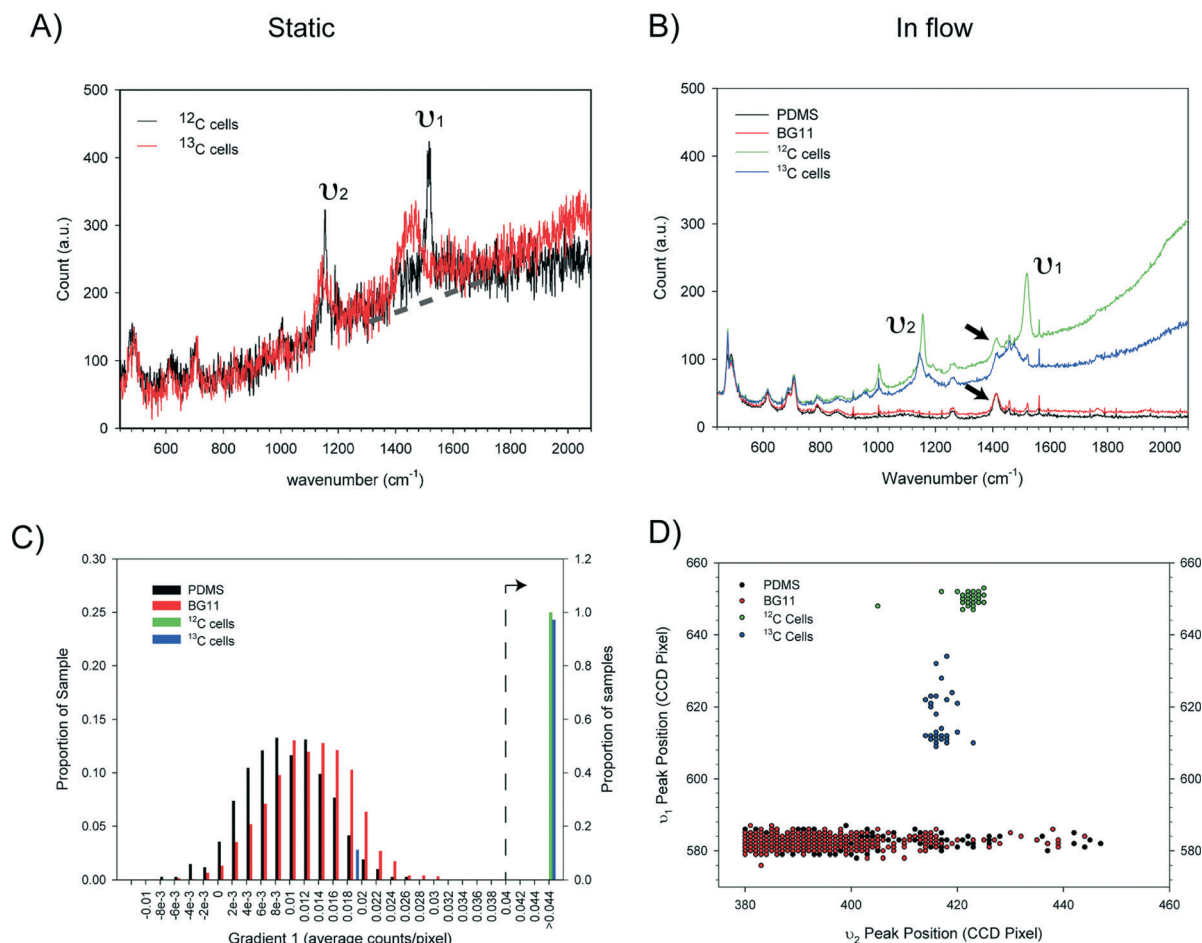 A)
Static
B)
In flow
500
400
300
200
100
0
600 800 1000 1200 1400 1600 1800 2000
Count (a.u.)
wavenumber (cm⁻¹)
¹²C cells
¹³C cells
υ₂
υ₁
500
400
300
200
100
0
600 800 1000 1200 1400 1600 1800 2000
Count (a.u.)
Wavenumber (cm⁻¹)
PDMS
BG11
¹²C cells
¹³C cells
υ₂
υ₁
C)
0.30
0.25
0.20
0.15
0.10
0.05
0.00
Proportion of Sample
1.2
1.0
0.8
0.6
0.4
0.2
0.0
Proportion of samples
PDMS
BG11
¹²C cells
¹³C cells
-0.01 -8e-3 -6e-3 -4e-3 -2e-3 0 2e-3 4e-3 6e-3 8e-3 0.01 0.012 0.014 0.016 0.018 0.02 0.022 0.024 0.026 0.028 0.03 0.032 0.034 0.036 0.038 0.04 0.042 0.044 >0.044
Gradient 1 (average counts/pixel)
D)
660
640
620
600
580
660
640
620
600
580
υ₁ Peak Position (CCD Pixel)
PDMS
BG11
¹²C Cells
¹³C Cells
380 400 420 440 460
υ₂ Peak Position (CCD Pixel)